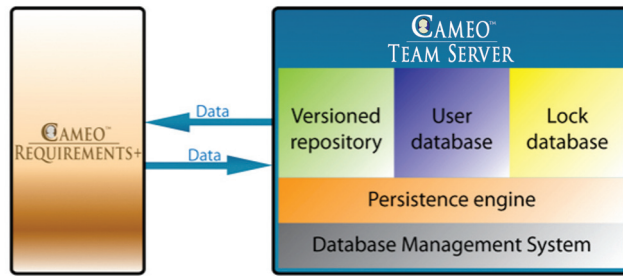 CAMEO™
REQUIREMENTS+
Data
Data
CAMEO™
TEAM SERVER
Versioned
repository
User
database
Lock
database
Persistence engine
Database Management System